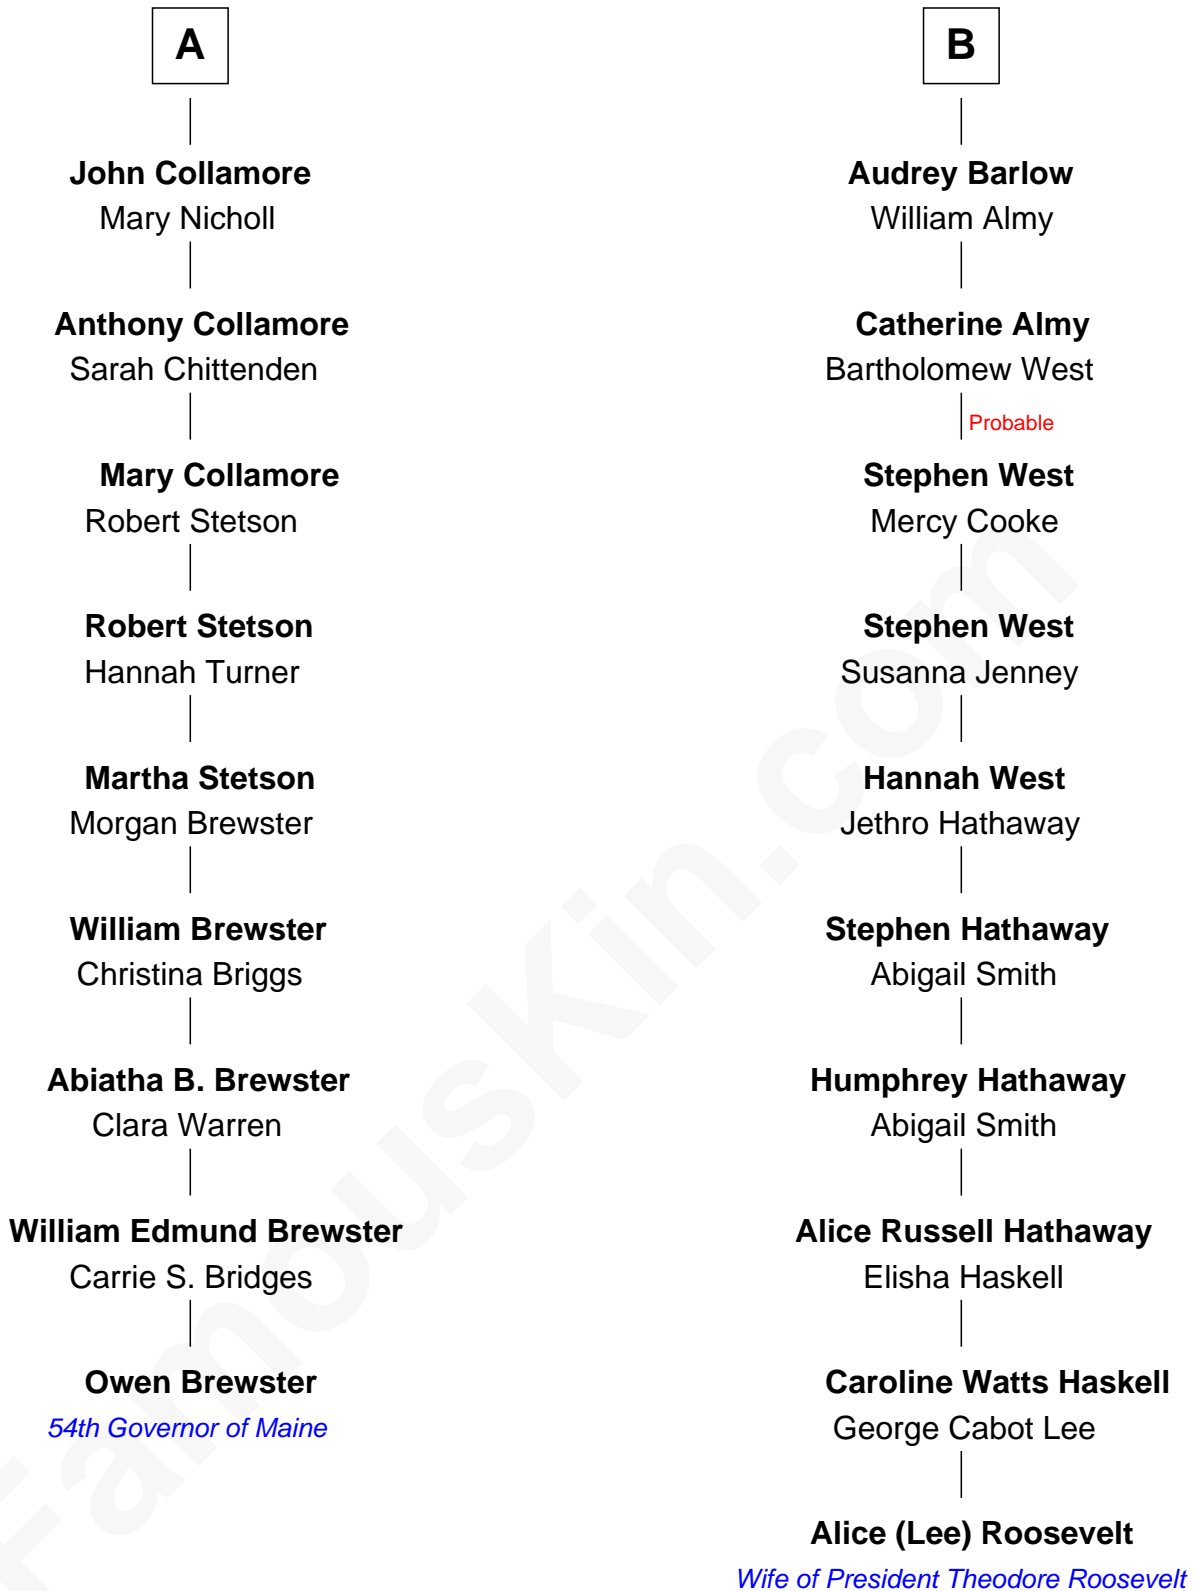 A
John Collamore
Mary Nicholl
Anthony Collamore
Sarah Chittenden
Mary Collamore
Robert Stetson
Robert Stetson
Hannah Turner
Martha Stetson
Morgan Brewster
William Brewster
Christina Briggs
Abiatha B. Brewster
Clara Warren
William Edmund Brewster
Carrie S. Bridges
Owen Brewster
54th Governor of Maine
B
Audrey Barlow
William Almy
Catherine Almy
Bartholomew West
Probable
Stephen West
Mercy Cooke
Stephen West
Susanna Jenney
Hannah West
Jethro Hathaway
Stephen Hathaway
Abigail Smith
Humphrey Hathaway
Abigail Smith
Alice Russell Hathaway
Elisha Haskell
Caroline Watts Haskell
George Cabot Lee
Alice (Lee) Roosevelt
Wife of President Theodore Roosevelt
FamousKin.com